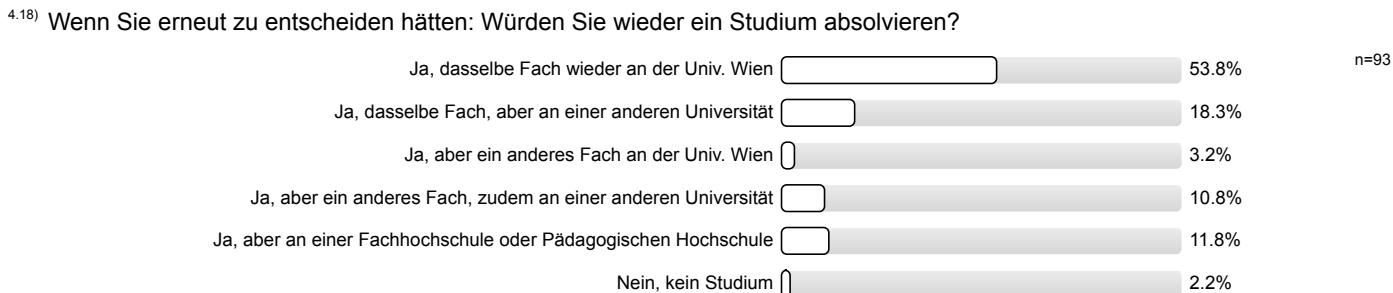 4.18) Wenn Sie erneut zu entscheiden hätten: Würden Sie wieder ein Studium absolvieren?
Ja, dasselbe Fach wieder an der Univ. Wien 53.8% n=93
Ja, dasselbe Fach, aber an einer anderen Universität 18.3%
Ja, aber ein anderes Fach an der Univ. Wien 3.2%
Ja, aber ein anderes Fach, zudem an einer anderen Universität 10.8%
Ja, aber an einer Fachhochschule oder Pädagogischen Hochschule 11.8%
Nein, kein Studium 2.2%